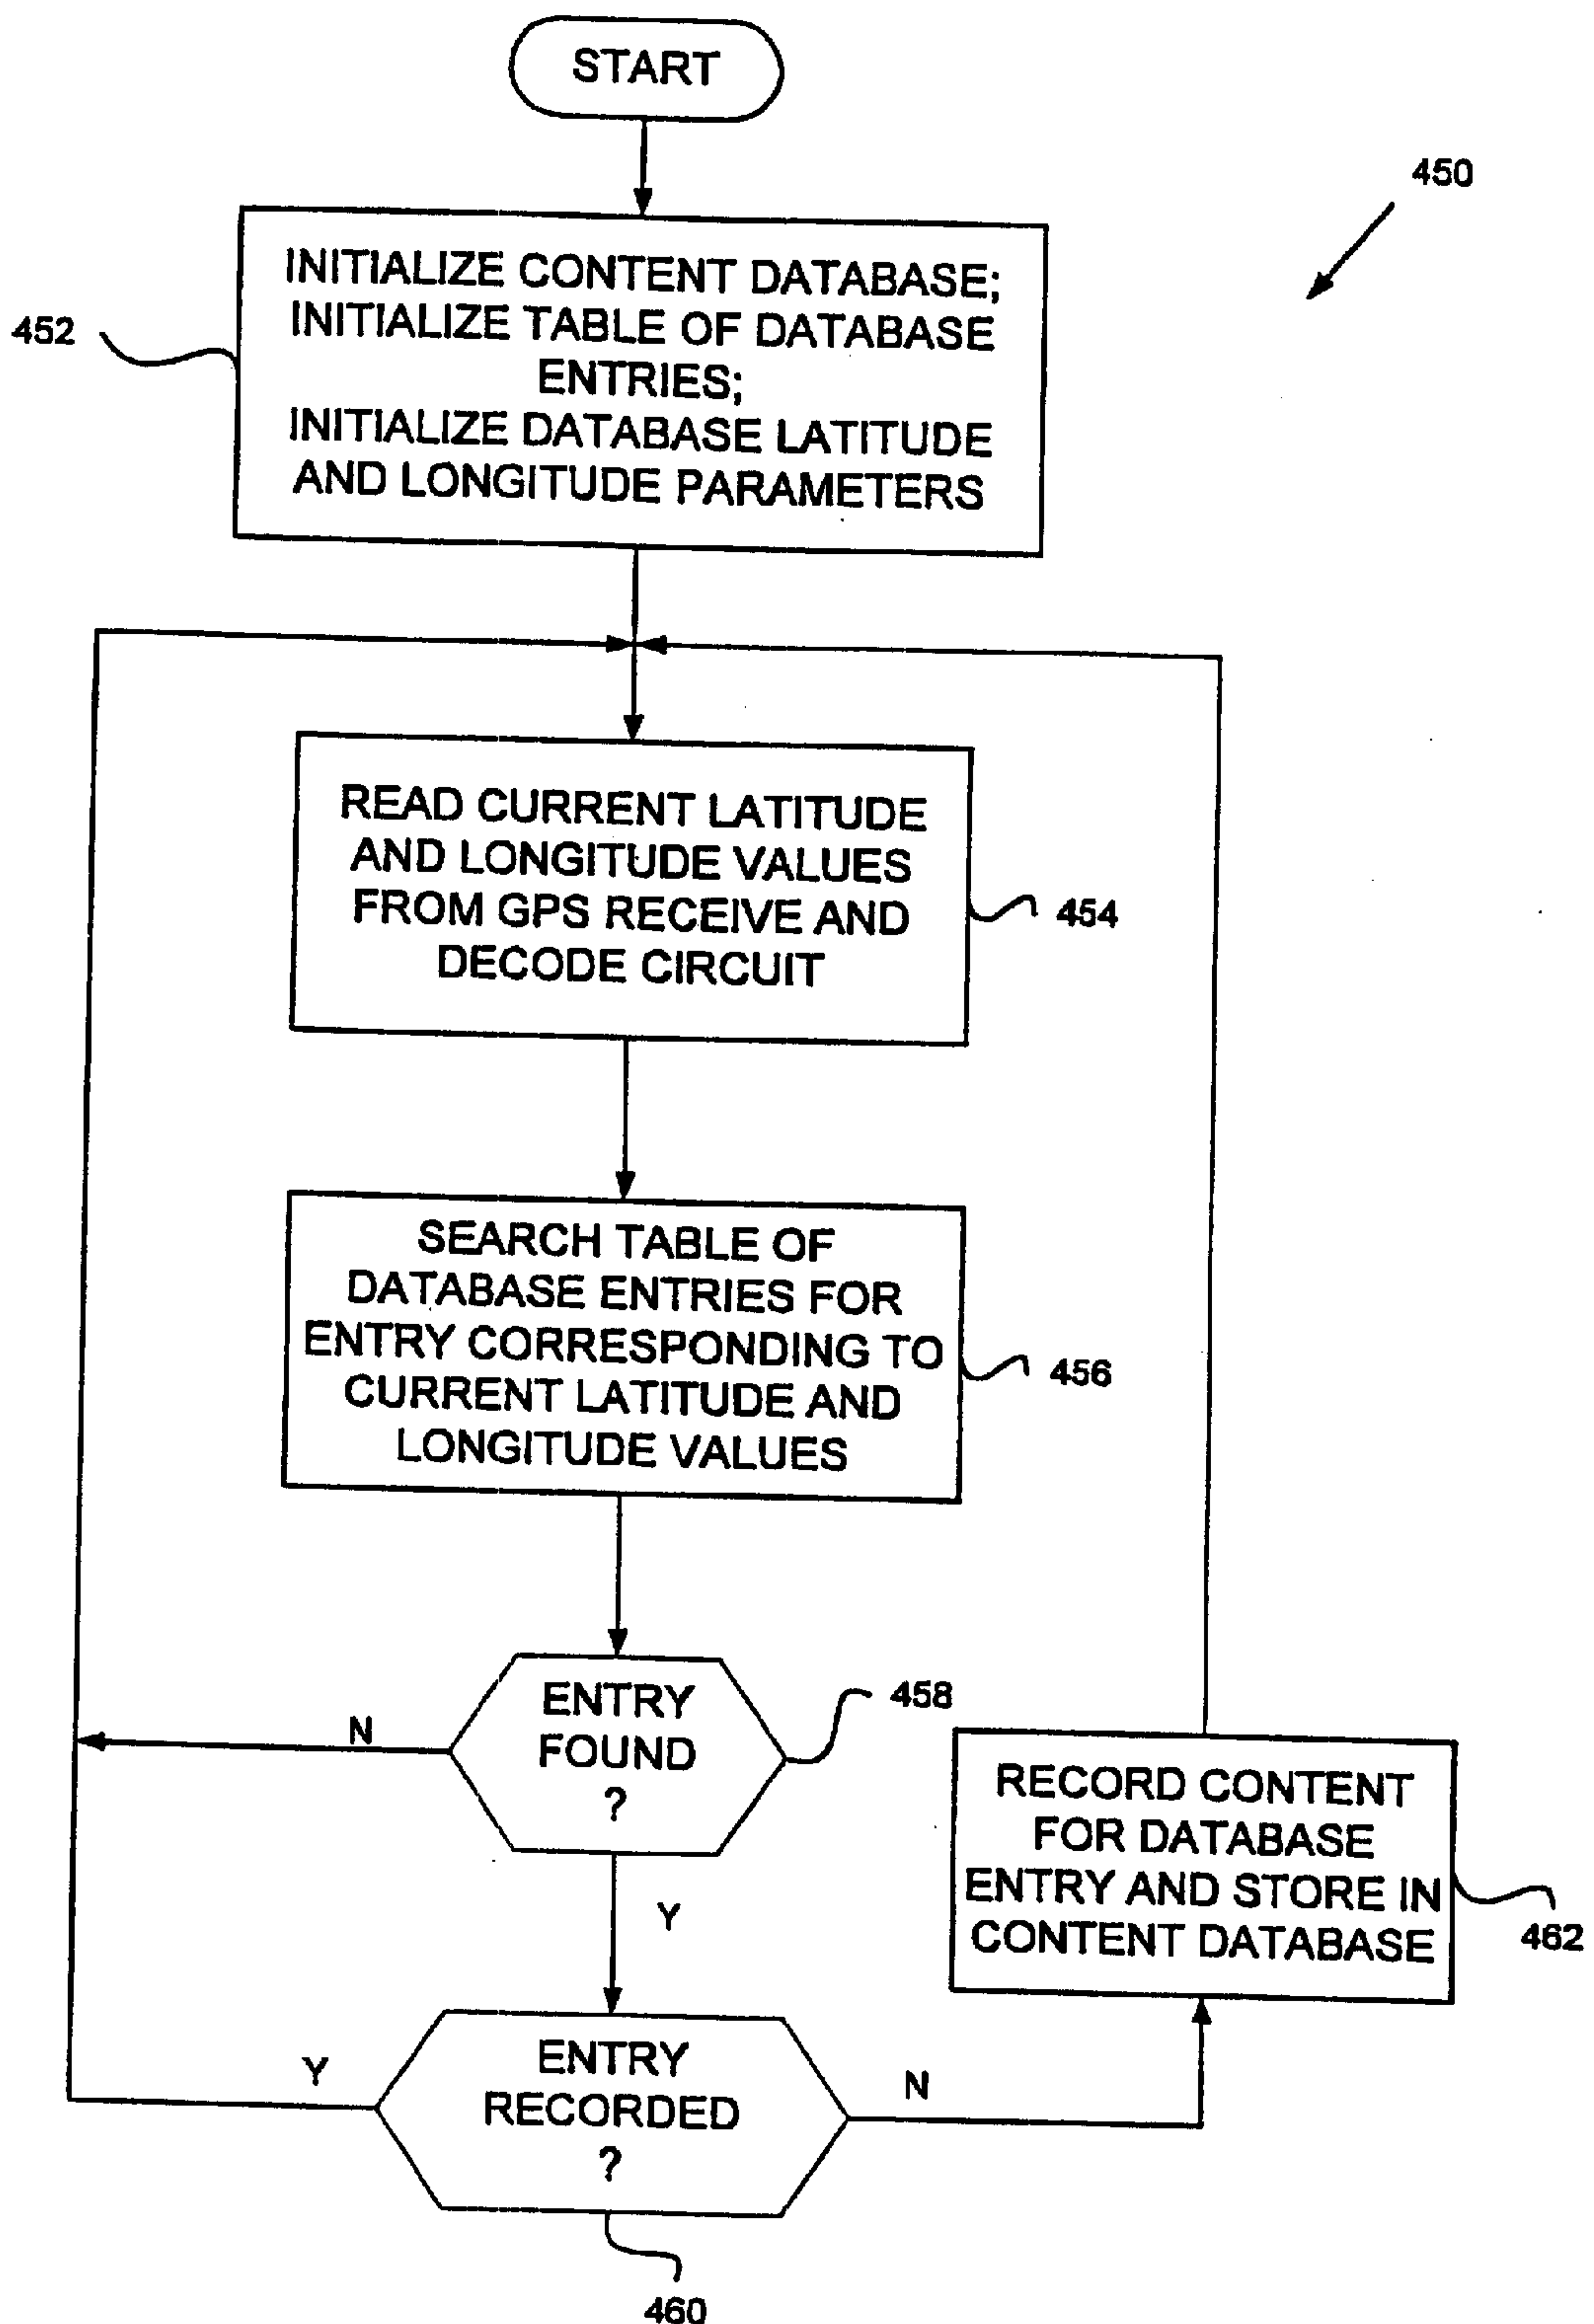 START
450
INITIALIZE CONTENT DATABASE;
INITIALIZE TABLE OF DATABASE
ENTRIES;
INITIALIZE DATABASE LATITUDE
AND LONGITUDE PARAMETERS
452
READ CURRENT LATITUDE
AND LONGITUDE VALUES
FROM GPS RECEIVE AND
DECODE CIRCUIT
454
SEARCH TABLE OF
DATABASE ENTRIES FOR
ENTRY CORRESPONDING TO
CURRENT LATITUDE AND
LONGITUDE VALUES
456
ENTRY
FOUND
?
458
N
Y
RECORD CONTENT
FOR DATABASE
ENTRY AND STORE IN
CONTENT DATABASE
462
ENTRY
RECORDED
?
Y
N
460